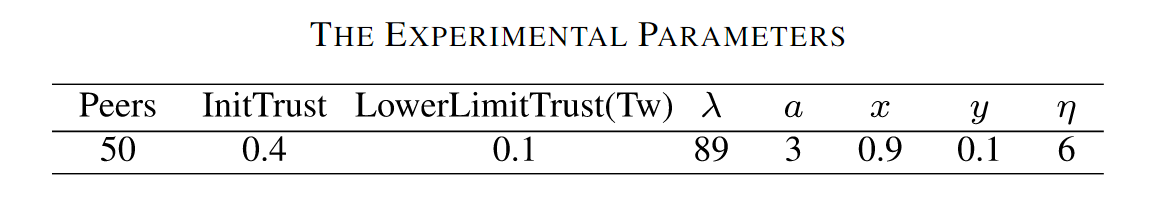 THE EXPERIMENTAL PARAMETERS
Peers InitTrust LowerLimitTrust(Tw) λ a x y η
50 0.4 0.1 89 3 0.9 0.1 6